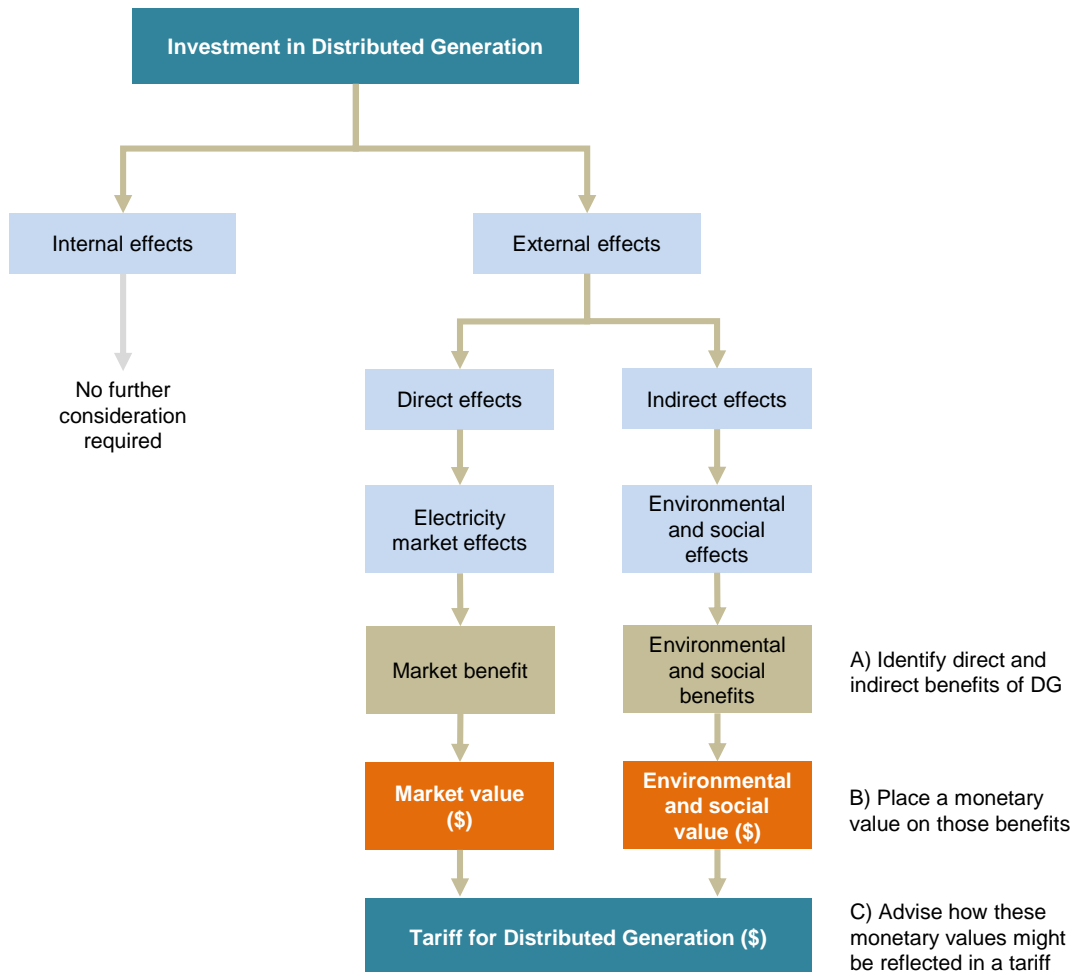 Investment in Distributed Generation
Internal effects
External effects
No further
consideration
required
Direct effects
Indirect effects
Electricity
market effects
Environmental
and social
effects
Market benefit
Environmental
and social
benefits
A) Identify direct and
indirect benefits of DG
Market value
($)
Environmental
and social
value ($)
B) Place a monetary
value on those benefits
Tariff for Distributed Generation ($)
C) Advise how these
monetary values might
be reflected in a tariff